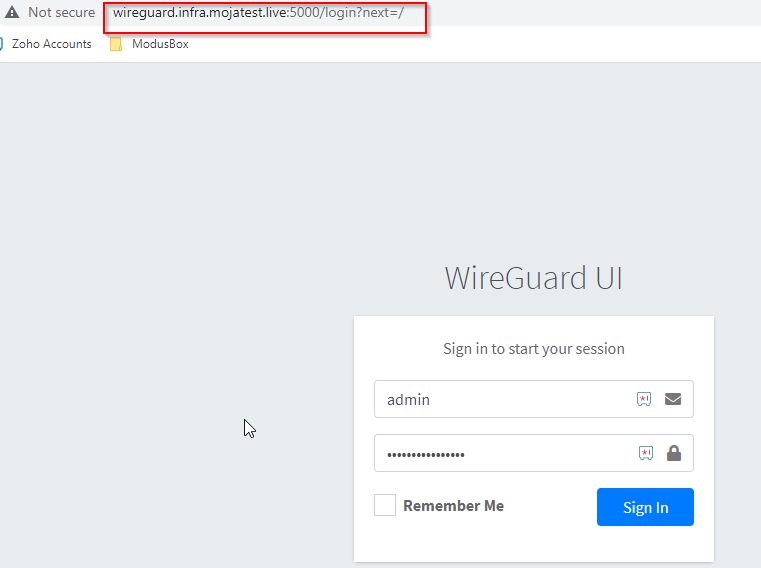 Not secure wireguard.infra.mojatest.live:5000/login?next=/
Zoho Accounts ModusBox
WireGuard UI
Sign in to start your session
admin
••••••••••••••••
Remember Me Sign In